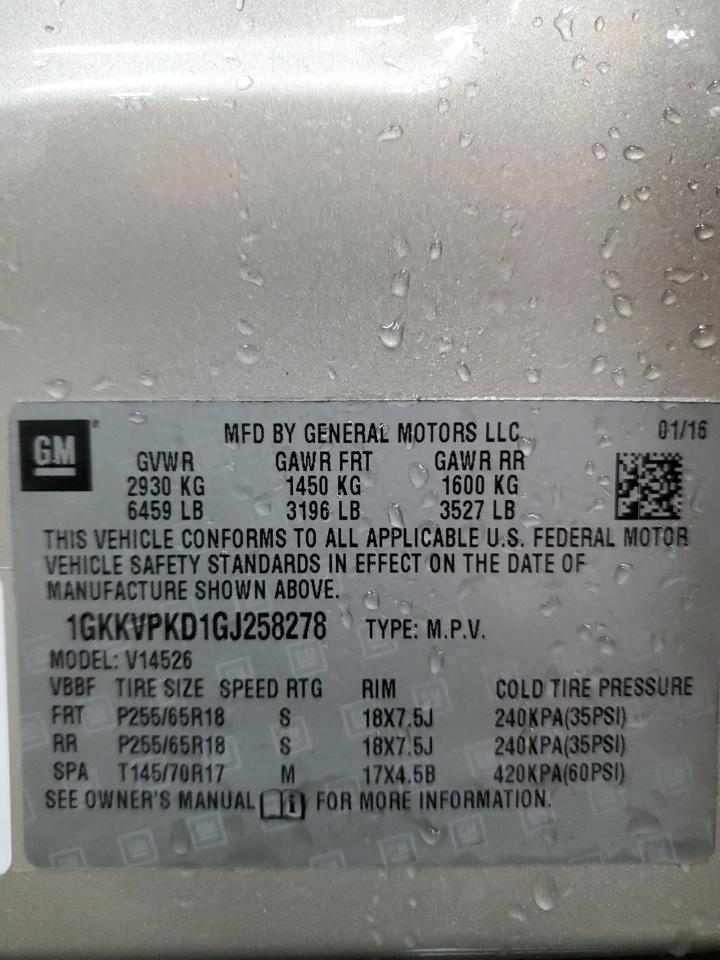 GM
MFD BY GENERAL MOTORS LLC 01/16
GVWR GAWR FRT GAWR RR
2930 KG 1450 KG 1600 KG
6459 LB 3196 LB 3527 LB
THIS VEHICLE CONFORMS TO ALL APPLICABLE U.S. FEDERAL MOTOR
VEHICLE SAFETY STANDARDS IN EFFECT ON THE DATE OF
MANUFACTURE SHOWN ABOVE.
1GKKVPKD1GJ258278 TYPE: M.P.V.
MODEL: V14526
VBBF TIRE SIZE SPEED RTG RIM COLD TIRE PRESSURE
FRT P255/65R18 S 18X7.5J 240KPA(35PSI)
RR P255/65R18 S 18X7.5J 240KPA(35PSI)
SPA T145/70R17 M 17X4.5B 420KPA(60PSI)
SEE OWNER'S MANUAL i FOR MORE INFORMATION.